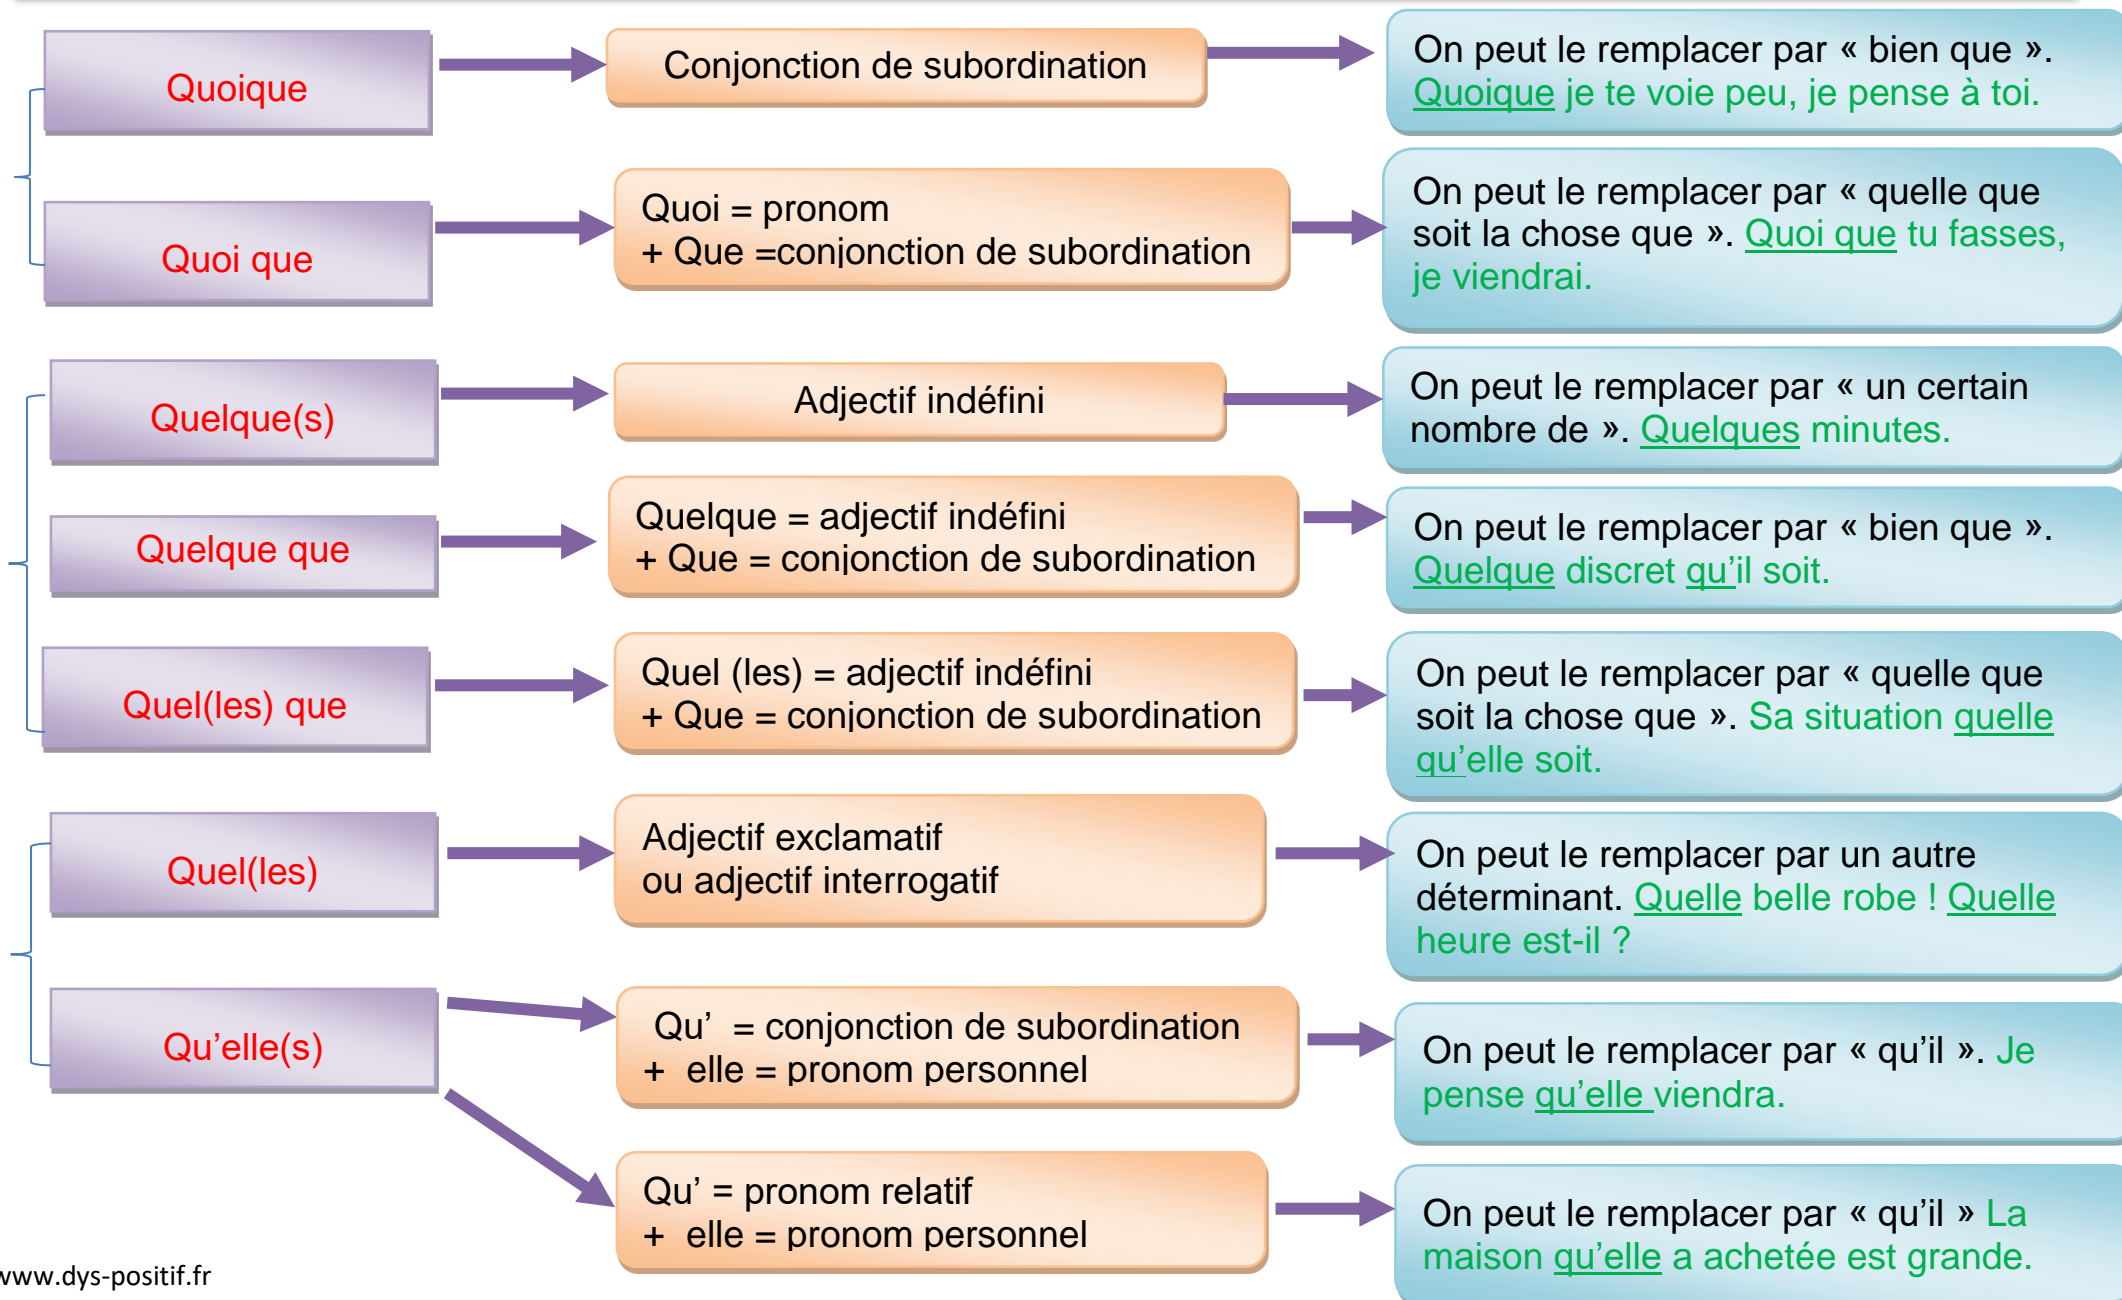 Quoique
Conjonction de subordination
On peut le remplacer par « bien que ».
Quoique je te voie peu, je pense à toi.
Quoi que
Quoi = pronom
+ Que =conjonction de subordination
On peut le remplacer par « quelle que
soit la chose que ». Quoi que tu fasses,
je viendrai.
Quelque(s)
Adjectif indéfini
On peut le remplacer par « un certain
nombre de ». Quelques minutes.
Quelque que
Quelque = adjectif indéfini
+ Que = conjonction de subordination
On peut le remplacer par « bien que ».
Quelque discret qu’il soit.
Quel(les) que
Quel (les) = adjectif indéfini
+ Que = conjonction de subordination
On peut le remplacer par « quelle que
soit la chose que ». Sa situation quelle
qu’elle soit.
Quel(les)
Adjectif exclamatif
ou adjectif interrogatif
On peut le remplacer par un autre
déterminant. Quelle belle robe ! Quelle
heure est-il ?
Qu’elle(s)
Qu’ = conjonction de subordination
+ elle = pronom personnel
On peut le remplacer par « qu’il ». Je
pense qu’elle viendra.
Qu’ = pronom relatif
+ elle = pronom personnel
On peut le remplacer par « qu’il » La
maison qu’elle a achetée est grande.
www.dys-positif.fr